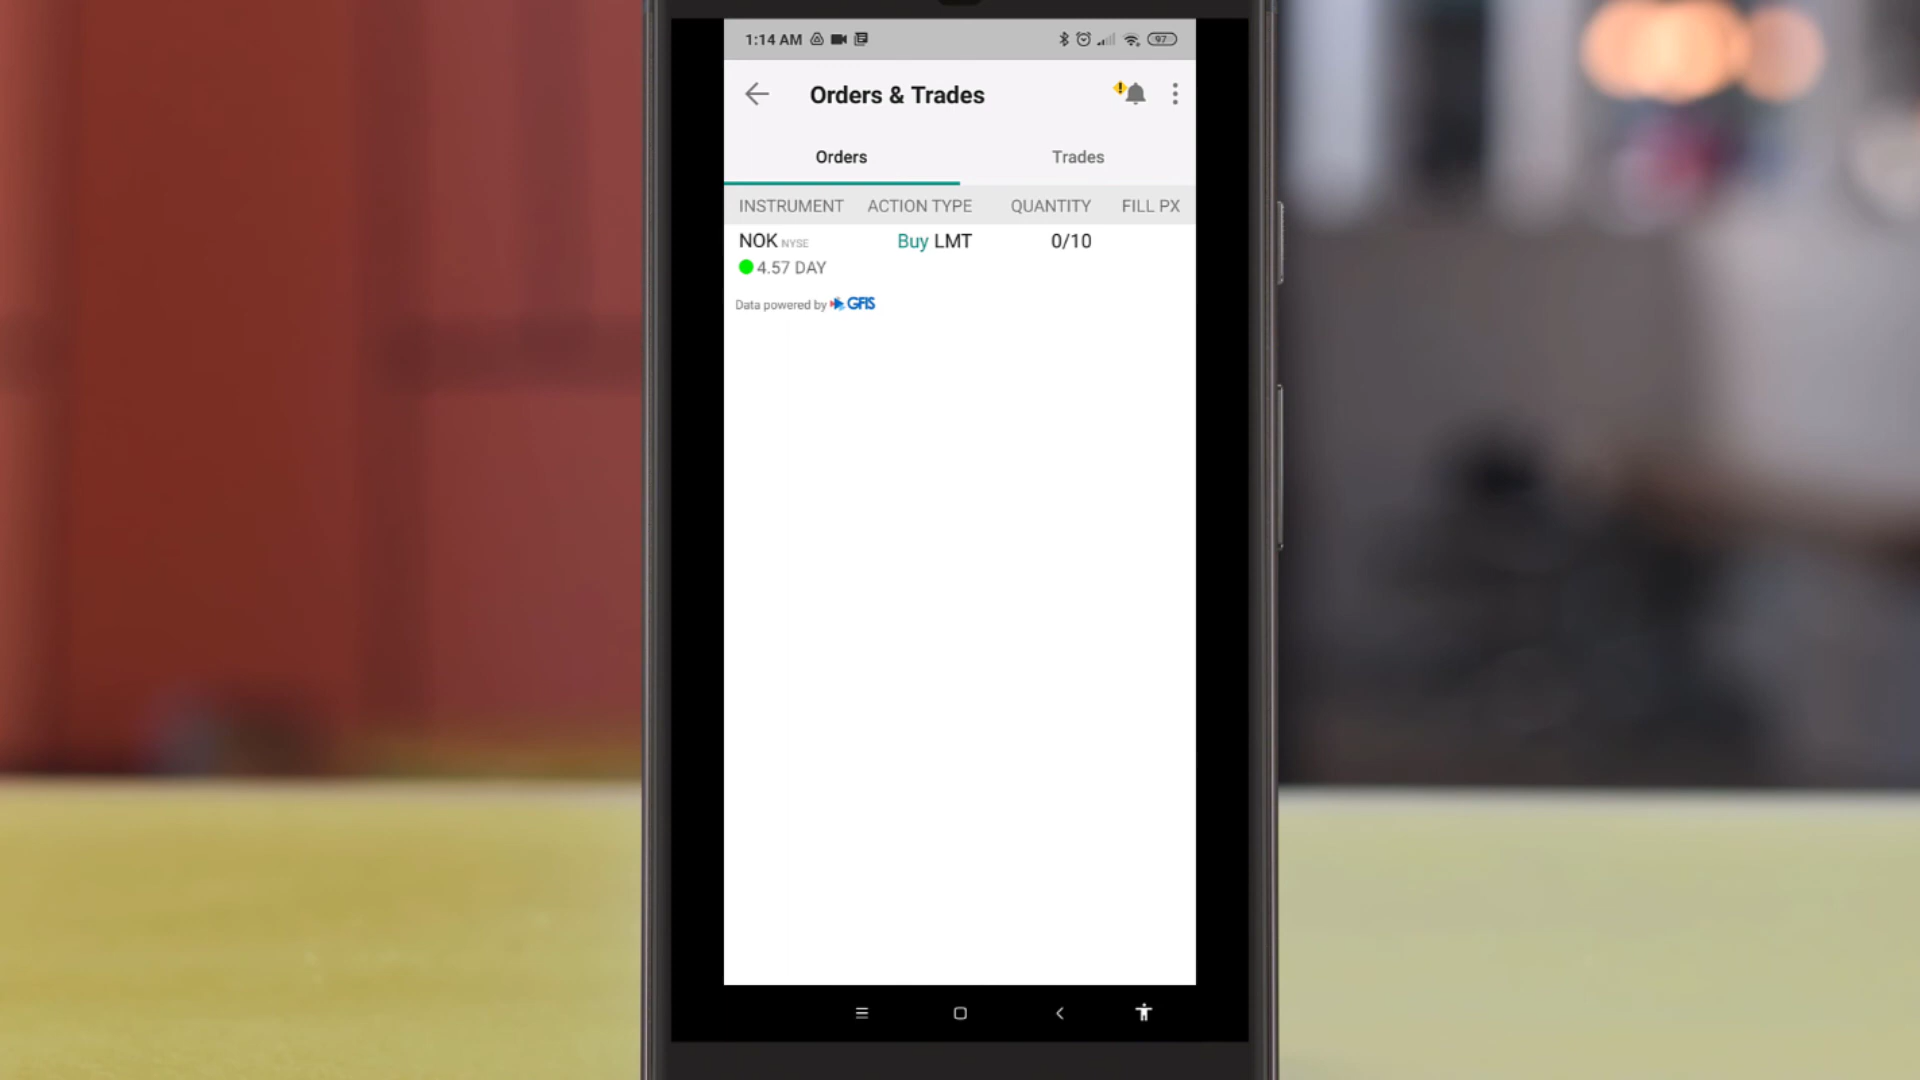 1:14 AM 97
Orders & Trades
Orders Trades
INSTRUMENT ACTION TYPE QUANTITY FILL PX
NOK NYSE Buy LMT 0/10
4.57 DAY
Data powered by GFIS